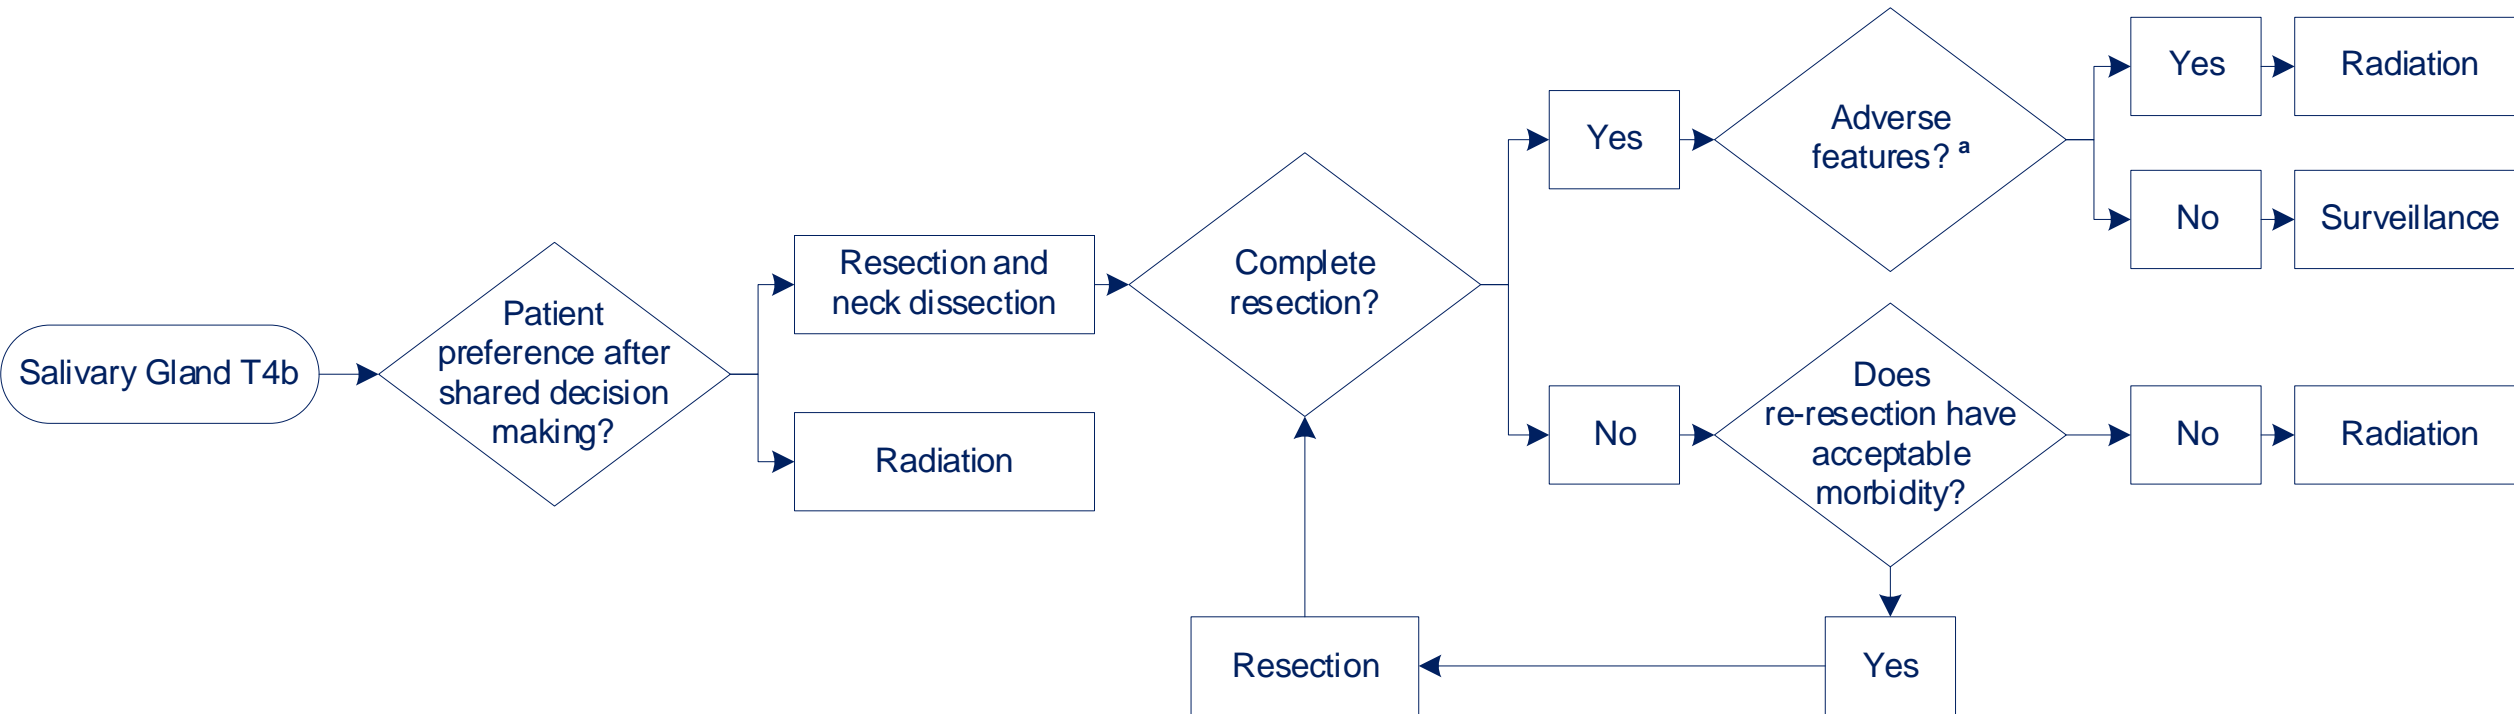 Salivary Gland T4b
Patient
preference after
shared decision
making?
Resection and
neck dissection
Radiation
Complete
resection?
Yes
Adverse
features? a
Yes
Radiation
No
Surveillance
No
Does
re-resection have
acceptable
morbidity?
No
Radiation
Yes
Resection